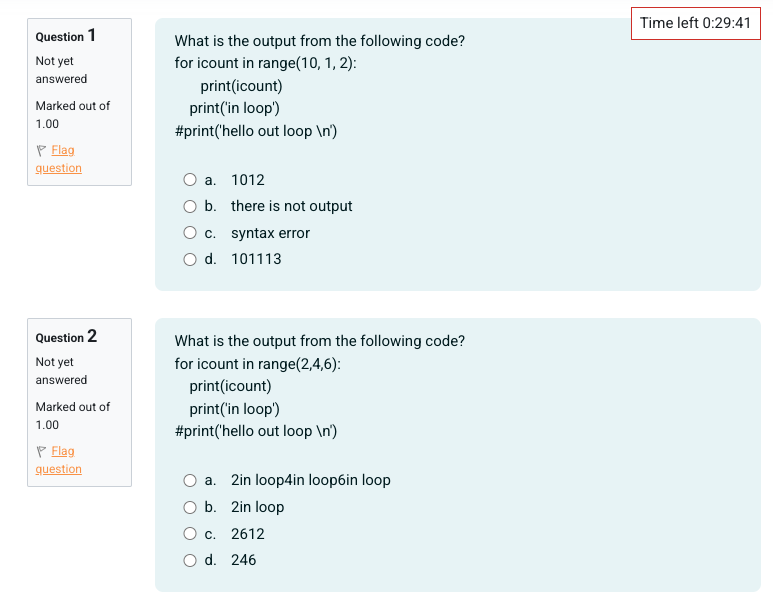 Time left 0:29:41
Question 1
Not yet
answered
Marked out of
1.00
Flag
question
What is the output from the following code?
for icount in range(10, 1, 2):
print(icount)
print('in loop')
#print('hello out loop \n')
a. 1012
b. there is not output
c. syntax error
d. 101113
Question 2
Not yet
answered
Marked out of
1.00
Flag
question
What is the output from the following code?
for icount in range(2,4,6):
print(icount)
print('in loop')
#print('hello out loop \n')
a. 2in loop4in loop6in loop
b. 2in loop
c. 2612
d. 246